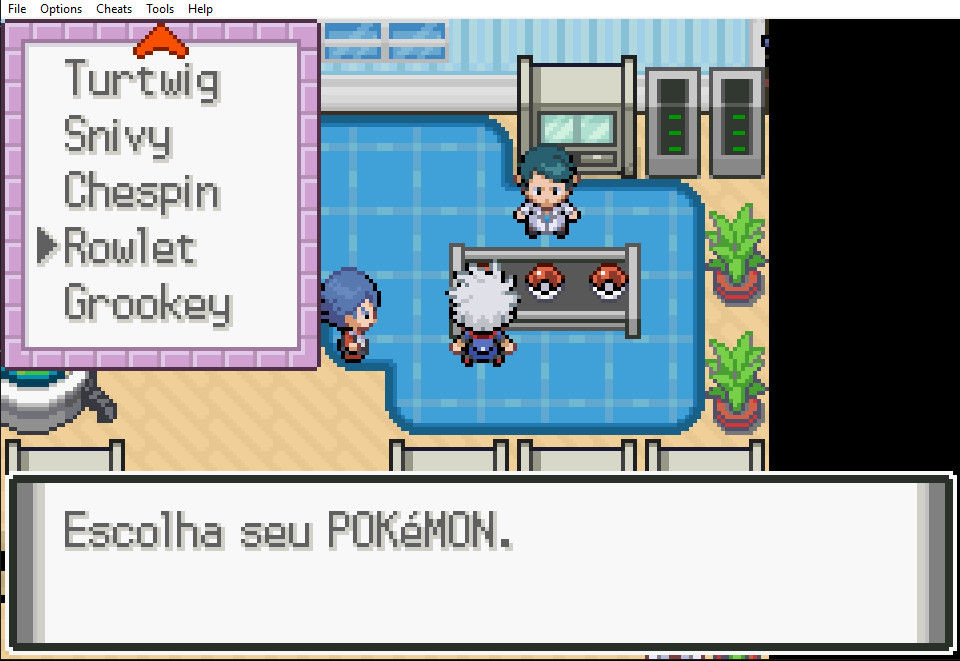 File Options Cheats Tools Help
Turtwig
Snivy
Chespin
Rowlet
Grookey
Escolha seu POKéMON.